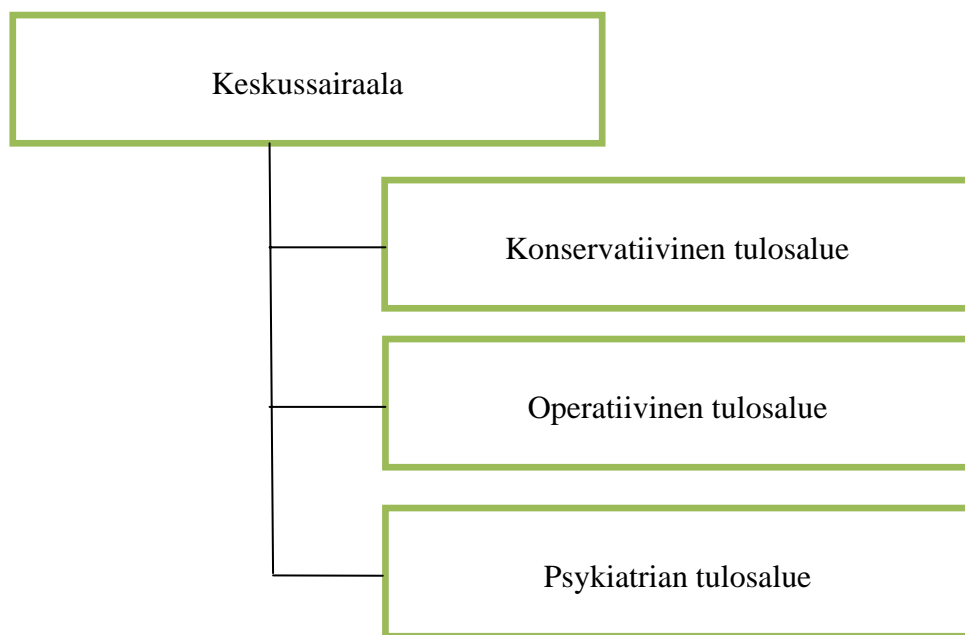 Keskussairaala
Konservatiivinen tulosalue
Operatiivinen tulosalue
Psykiatrian tulosalue